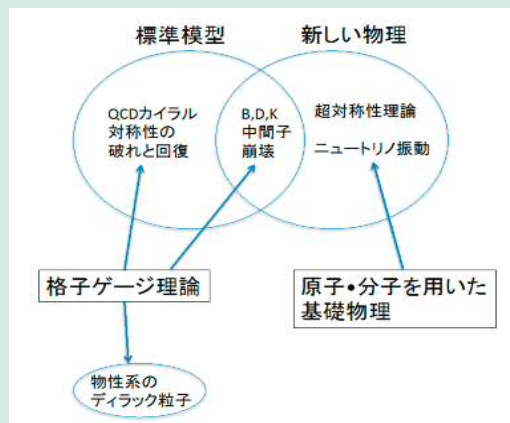 標準模型
新しい物理
QCDカイラル
対称性の
破れと回復
B,D,K
中間子
崩壊
超対称性理論
ニュートリノ振動
格子ゲージ理論
原子・分子を用いた
基礎物理
物性系の
ディラック粒子